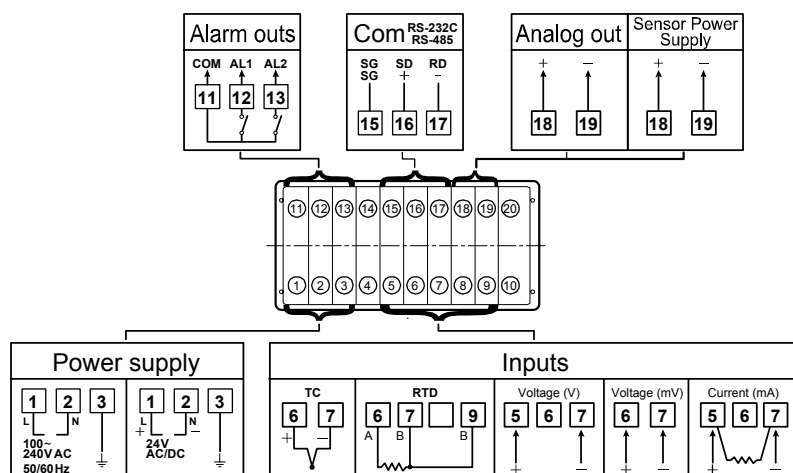 Alarm outs
COM AL1 AL2
11 12 13
Com RS-232C
RS-485
SG SD RD
SG + -
15 16 17
Analog out
+ −
18 19
Sensor Power
Supply
+ −
18 19
11 12 13 14 15 16 17 18 19 20
1 2 3 4 5 6 7 8 9 10
Power supply
1 2 3
L N
100~
240V AC
50/60 Hz
1 2 3
L N
+ −
24V
AC/DC
Inputs
TC
6 7
+ −
RTD
6 7 9
A B B
Voltage (V)
5 6 7
+ −
Voltage (mV)
6 7
+ −
Current (mA)
5 6 7
+ −